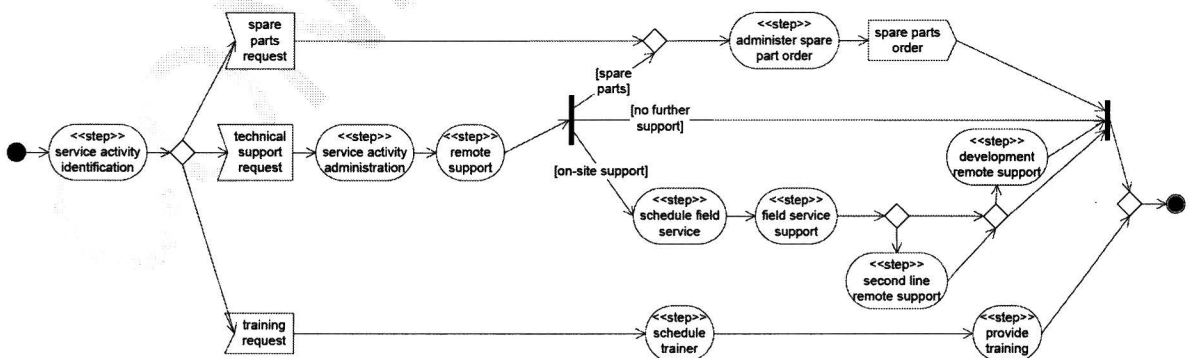 spare
parts
request
<<step>>
administer spare
part order
spare parts
order
[spare
parts]
[no further
support]
<<step>>
service activity
identification
technical
support
request
<<step>>
service activity
administration
<<step>>
remote
support
[on-site support]
<<step>>
development
remote support
<<step>>
schedule field
service
<<step>>
field service
support
<<step>>
second line
remote support
training
request
<<step>>
schedule
trainer
<<step>>
provide
training